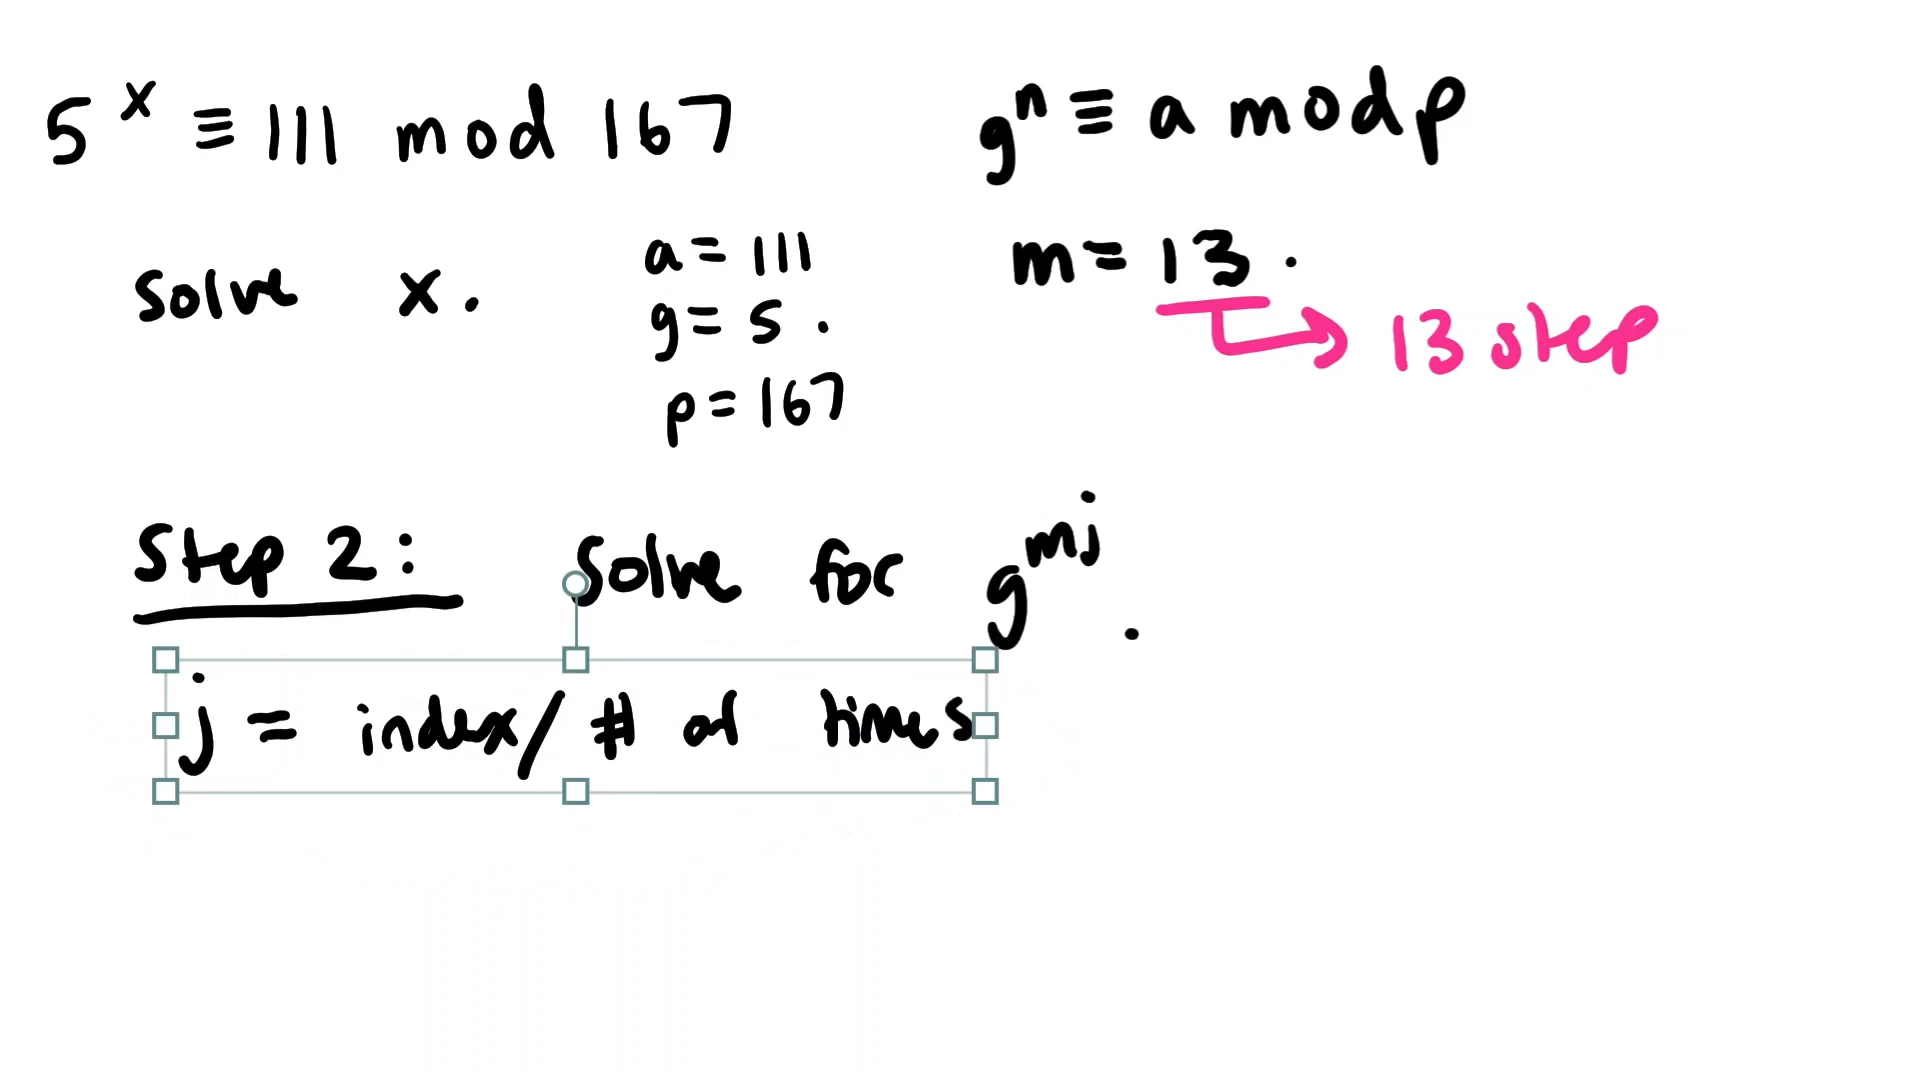 5^x ≡ 111 mod 167
g^n ≡ a mod p
solve x.
a = 111
g = 5.
p = 167
m = 13.
13 step
Step 2: Solve for g^mj.
j = index/# of times